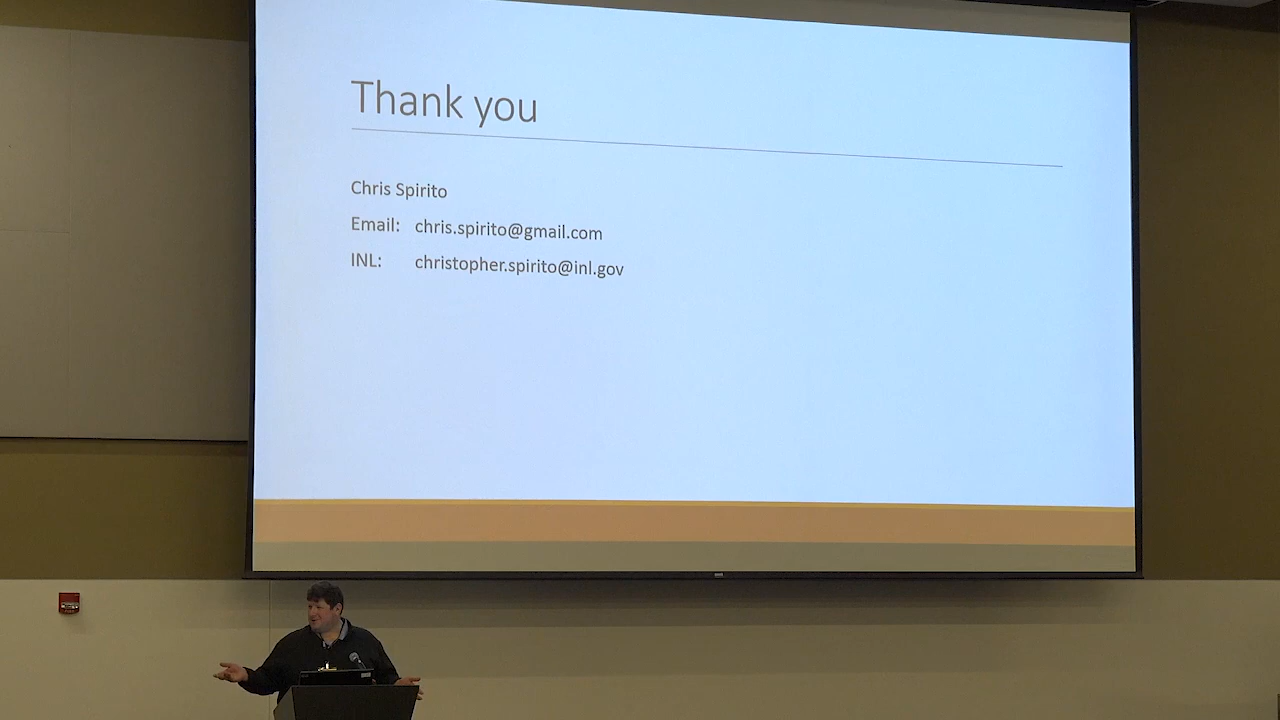 Thank you
Chris Spirito
Email: chris.spirito@gmail.com
INL: christopher.spirito@inl.gov